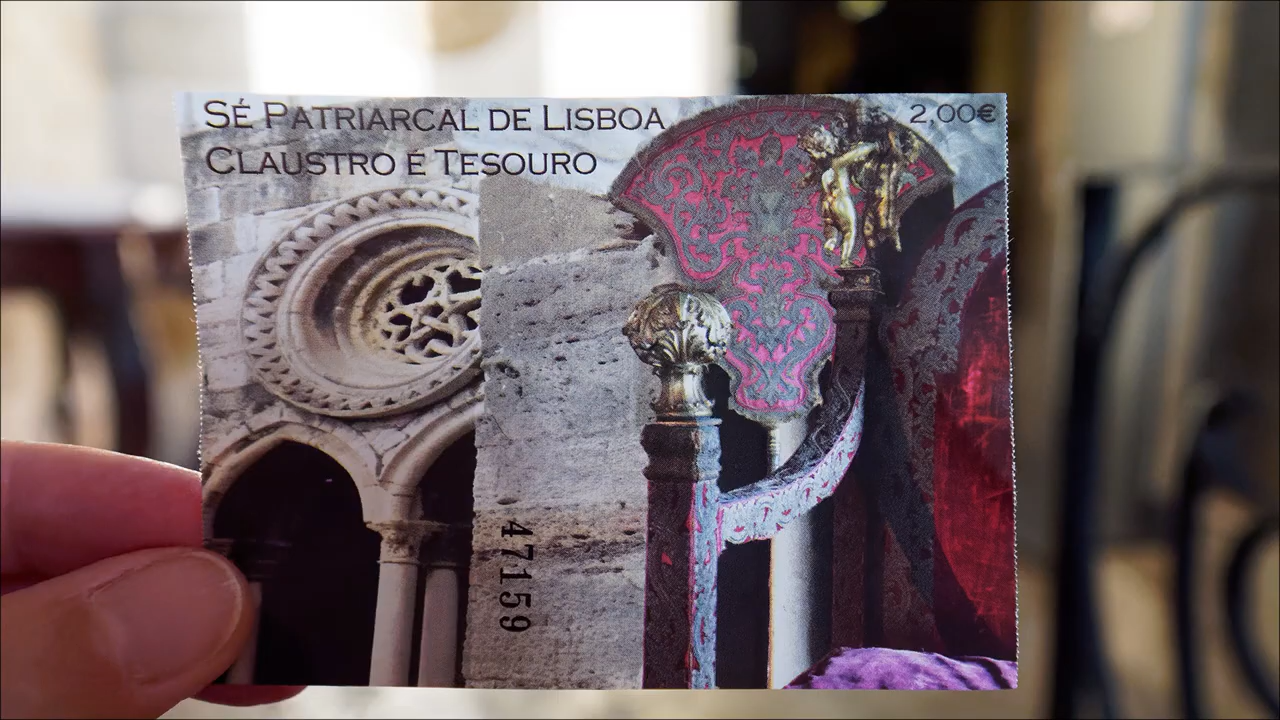 SÉ PATRIARCAL DE LISBOA
2,00€
CLAUSTRO E TESOURO
47159